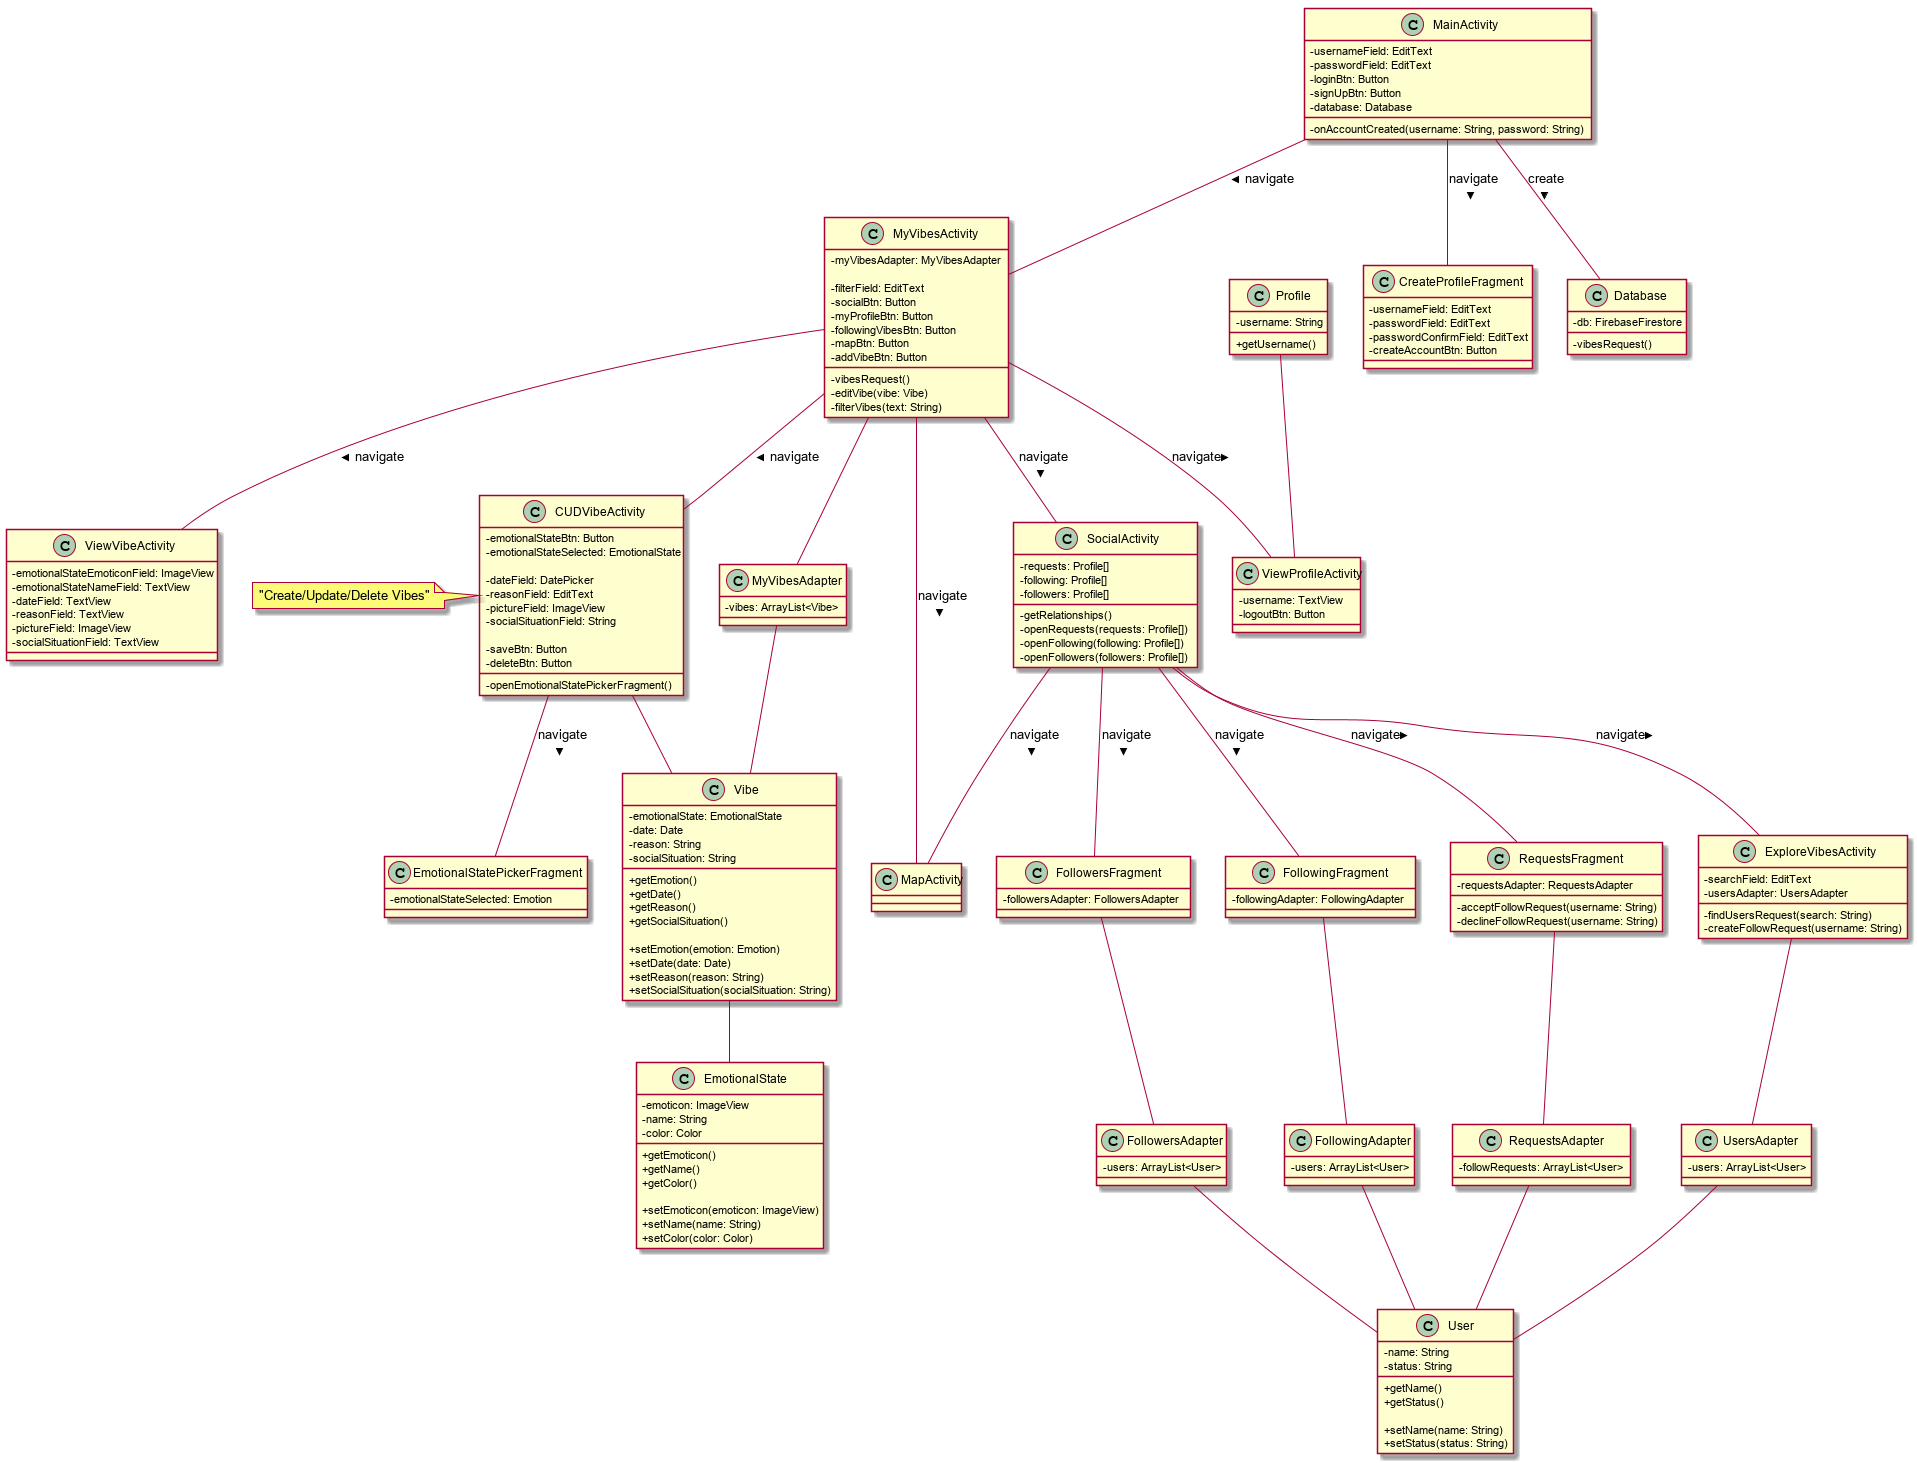 C MainActivity
-usernameField: EditText
-passwordField: EditText
-loginBtn: Button
-signUpBtn: Button
-database: Database
-onAccountCreated(username: String, password: String)
◄ navigate
navigate
▼
create
▼
C MyVibesActivity
-myVibesAdapter: MyVibesAdapter
-filterField: EditText
-socialBtn: Button
-myProfileBtn: Button
-followingVibesBtn: Button
-mapBtn: Button
-addVibeBtn: Button
-vibesRequest()
-editVibe(vibe: Vibe)
-filterVibes(text: String)
C Profile
-username: String
+getUsername()
C CreateProfileFragment
-usernameField: EditText
-passwordField: EditText
-passwordConfirmField: EditText
-createAccountBtn: Button
C Database
-db: FirebaseFirestore
-vibesRequest()
◄ navigate
◄ navigate
navigate
▼
navigate►
C ViewVibeActivity
-emotionalStateEmoticonField: ImageView
-emotionalStateNameField: TextView
-dateField: TextView
-reasonField: TextView
-pictureField: ImageView
-socialSituationField: TextView
"Create/Update/Delete Vibes"
C CUDVibeActivity
-emotionalStateBtn: Button
-emotionalStateSelected: EmotionalState
-dateField: DatePicker
-reasonField: EditText
-pictureField: ImageView
-socialSituationField: String
-saveBtn: Button
-deleteBtn: Button
-openEmotionalStatePickerFragment()
C MyVibesAdapter
-vibes: ArrayList<Vibe>
navigate
▼
C SocialActivity
-requests: Profile[]
-following: Profile[]
-followers: Profile[]
-getRelationships()
-openRequests(requests: Profile[])
-openFollowing(following: Profile[])
-openFollowers(followers: Profile[])
C ViewProfileActivity
-username: TextView
-logoutBtn: Button
navigate
▼
navigate
▼
navigate
▼
navigate
▼
navigate►
navigate►
C EmotionalStatePickerFragment
-emotionalStateSelected: Emotion
C Vibe
-emotionalState: EmotionalState
-date: Date
-reason: String
-socialSituation: String
+getEmotion()
+getDate()
+getReason()
+getSocialSituation()
+setEmotion(emotion: Emotion)
+setDate(date: Date)
+setReason(reason: String)
+setSocialSituation(socialSituation: String)
C MapActivity
C FollowersFragment
-followersAdapter: FollowersAdapter
C FollowingFragment
-followingAdapter: FollowingAdapter
C RequestsFragment
-requestsAdapter: RequestsAdapter
-acceptFollowRequest(username: String)
-declineFollowRequest(username: String)
C ExploreVibesActivity
-searchField: EditText
-usersAdapter: UsersAdapter
-findUsersRequest(search: String)
-createFollowRequest(username: String)
C EmotionalState
-emoticon: ImageView
-name: String
-color: Color
+getEmoticon()
+getName()
+getColor()
+setEmoticon(emoticon: ImageView)
+setName(name: String)
+setColor(color: Color)
C FollowersAdapter
-users: ArrayList<User>
C FollowingAdapter
-users: ArrayList<User>
C RequestsAdapter
-followRequests: ArrayList<User>
C UsersAdapter
-users: ArrayList<User>
C User
-name: String
-status: String
+getName()
+getStatus()
+setName(name: String)
+setStatus(status: String)